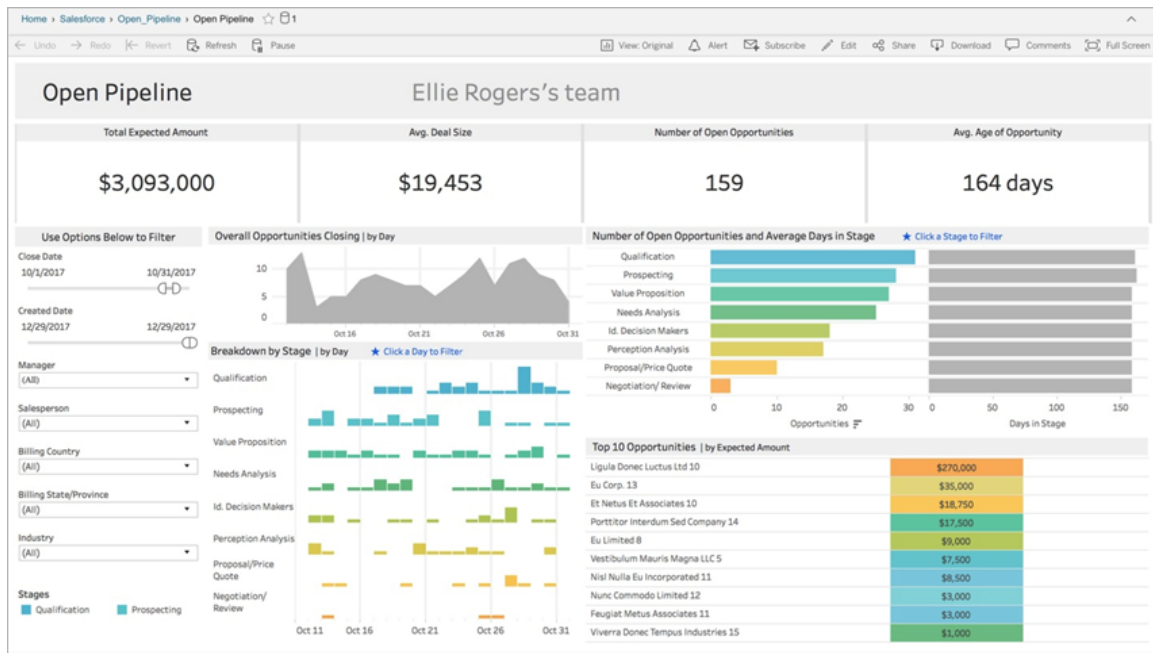 Home › Salesforce › Open_Pipeline › Open Pipeline 1
Undo Redo Revert Refresh Pause View: Original Alert Subscribe Edit Share Download Comments Full Screen
Open Pipeline Ellie Rogers's team
Total Expected Amount Avg. Deal Size Number of Open Opportunities Avg. Age of Opportunity
$3,093,000 $19,453 159 164 days
Use Options Below to Filter
Close Date
10/1/2017 10/31/2017
Created Date
12/29/2017 12/29/2017
Manager
(All)
Salesperson
(All)
Billing Country
(All)
Billing State/Province
(All)
Industry
(All)
Stages
Qualification Prospecting
Overall Opportunities Closing | by Day
10
5
0
Oct 16 Oct 21 Oct 26 Oct 31
Breakdown by Stage | by Day ★ Click a Day to Filter
Qualification
Prospecting
Value Proposition
Needs Analysis
Id. Decision Makers
Perception Analysis
Proposal/Price
Quote
Negotiation/
Review
Oct 11 Oct 16 Oct 21 Oct 26 Oct 31
Number of Open Opportunities and Average Days in Stage ★ Click a Stage to Filter
Qualification
Prospecting
Value Proposition
Needs Analysis
Id. Decision Makers
Perception Analysis
Proposal/Price Quote
Negotiation/ Review
0 10 20 30 0 50 100 150
Opportunities Days in Stage
Top 10 Opportunities | by Expected Amount
Ligula Donec Luctus Ltd 10 $270,000
Eu Corp. 13 $35,000
Et Netus Et Associates 10 $18,750
Porttitor Interdum Sed Company 14 $17,500
Eu Limited 8 $9,000
Vestibulum Mauris Magna LLC 5 $7,500
Nisl Nulla Eu Incorporated 11 $8,500
Nunc Commodo Limited 12 $3,000
Feugiat Metus Associates 11 $3,000
Viverra Donec Tempus Industries 15 $1,000